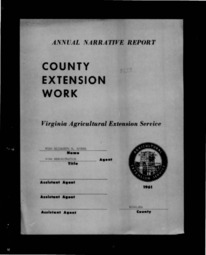 ANNUAL NARRATIVE REPORT
COUNTY
EXTENSION
WORK
Virginia Agricultural Extension Service
Name
Agent
Title
Assistant Agent
1961
Assistant Agent
Assistant Agent
County